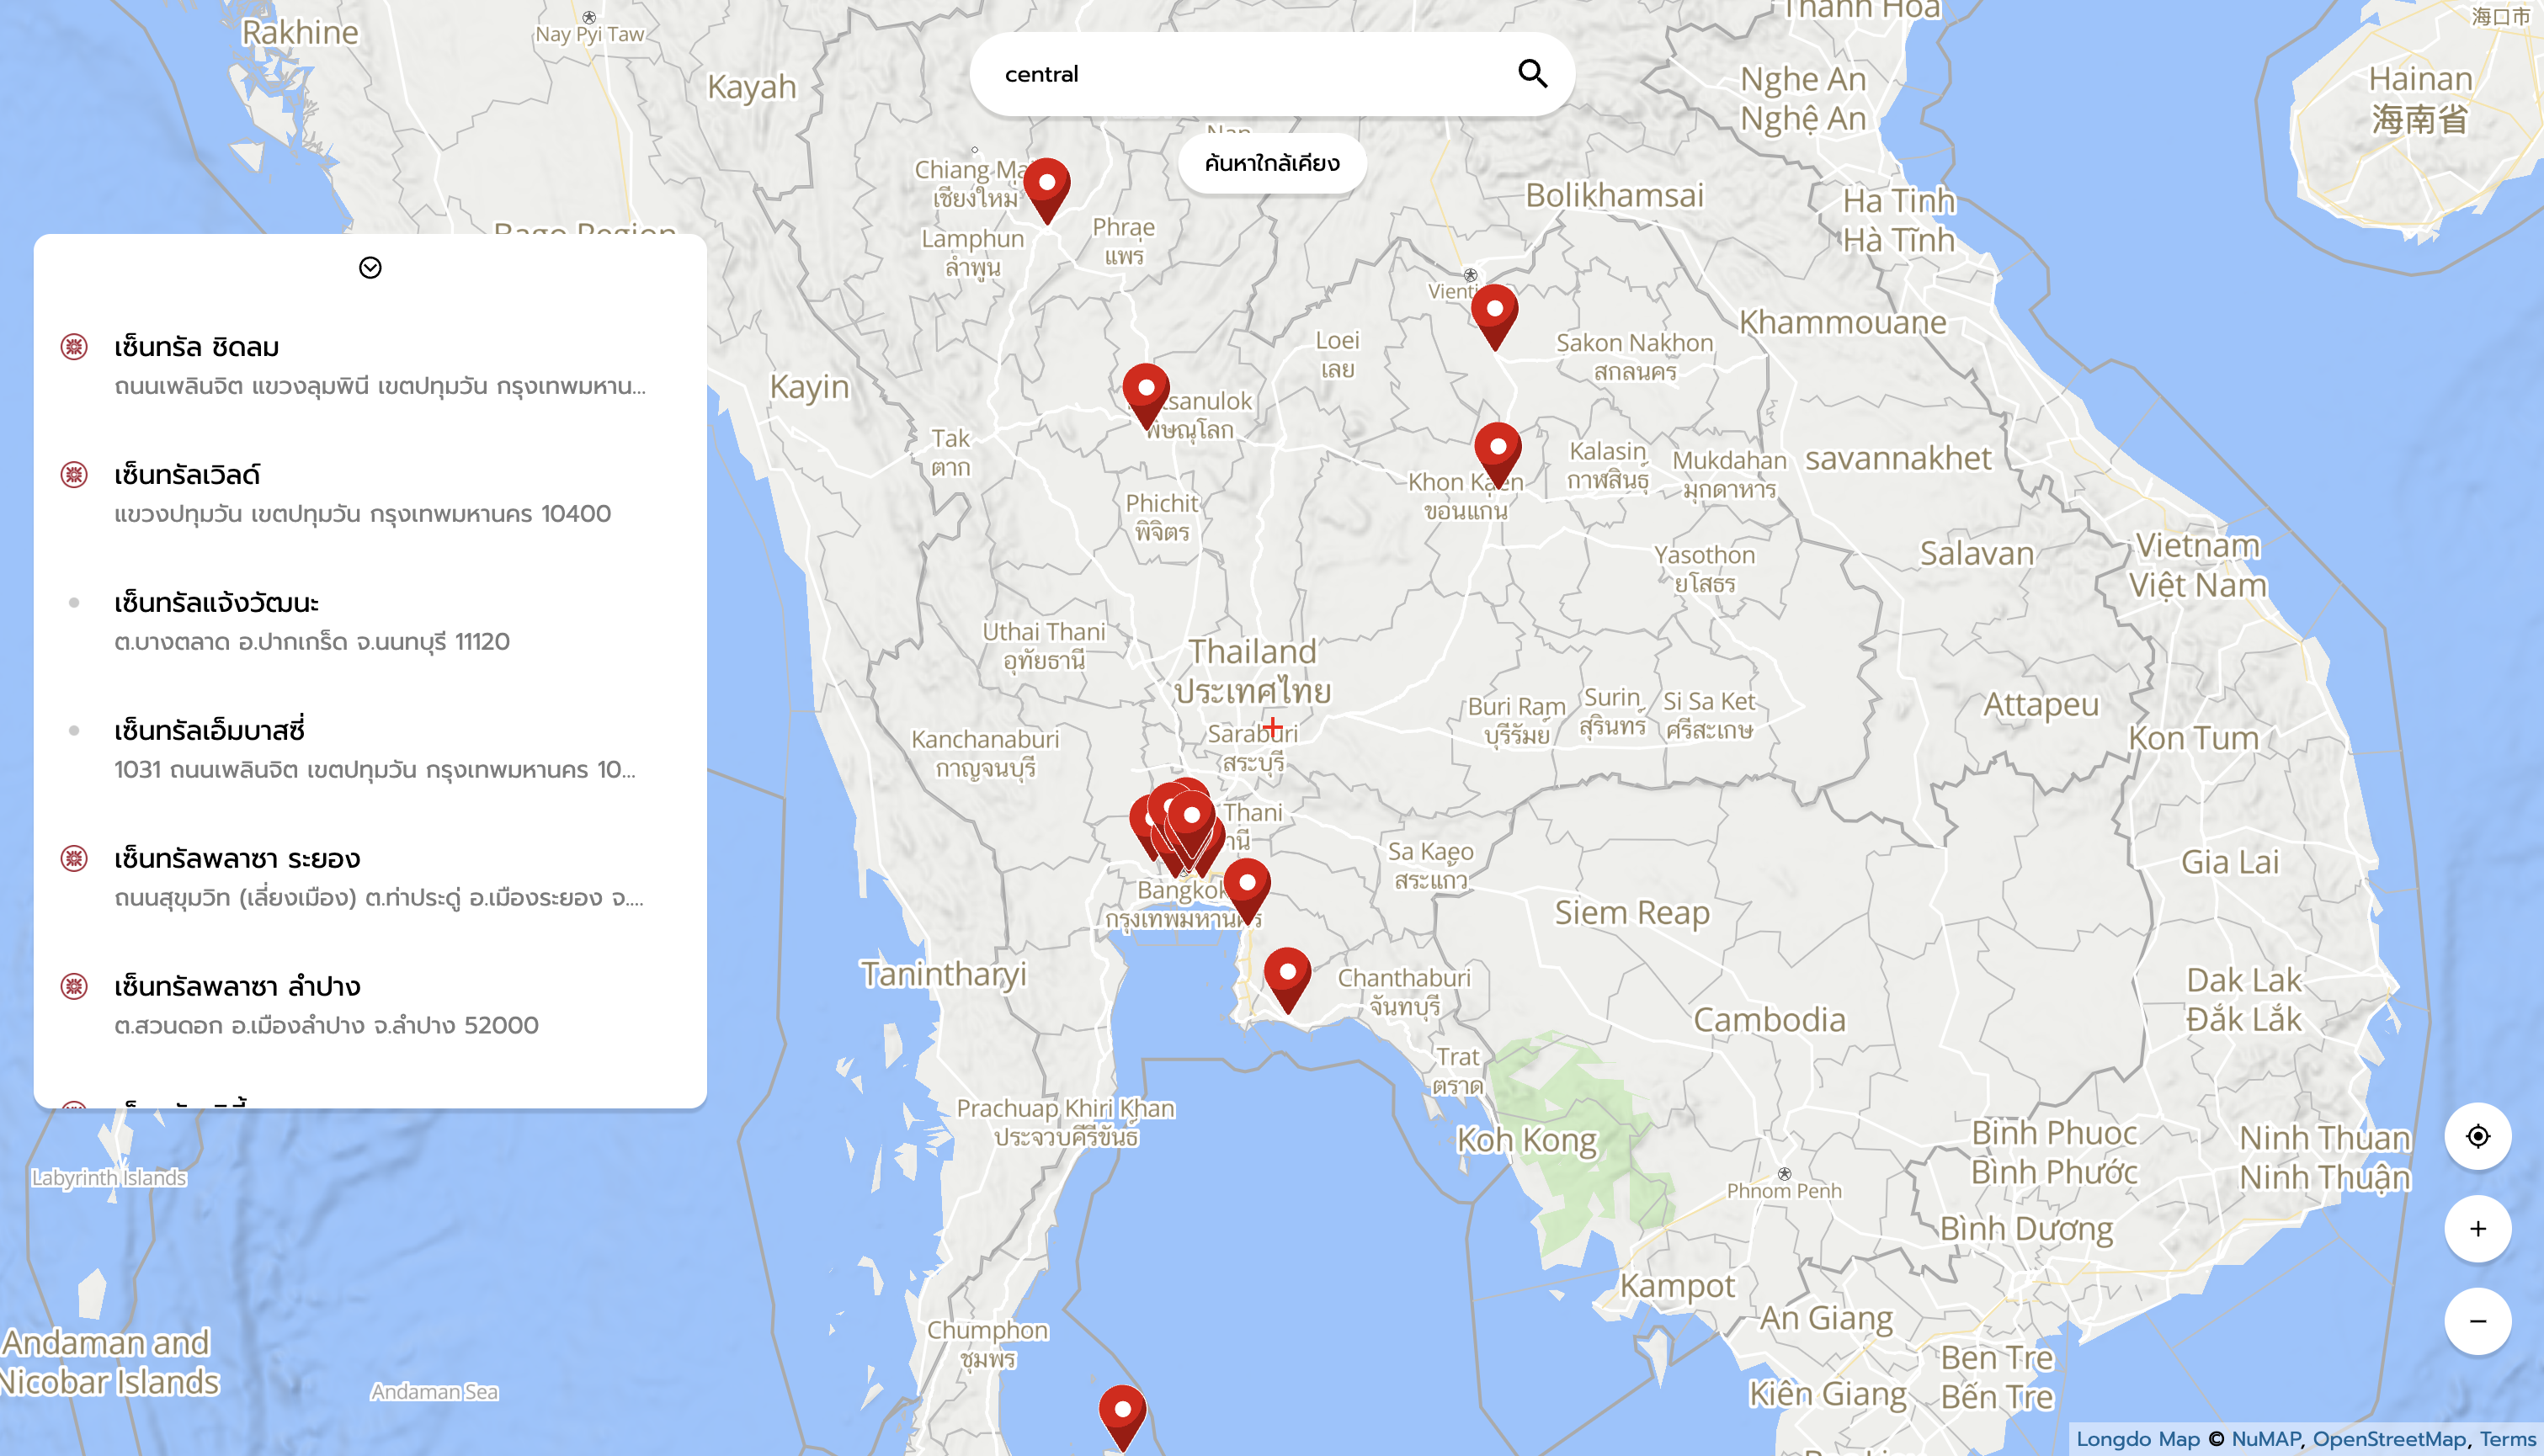 central
ค้นหาใกล้เคียง
เซ็นทรัล ชิดลม
ถนนเพลินจิต แขวงลุมพินี เขตปทุมวัน กรุงเทพมหาน...
เซ็นทรัลเวิลด์
แขวงปทุมวัน เขตปทุมวัน กรุงเทพมหานคร 10400
เซ็นทรัลแจ้งวัฒนะ
ต.บางตลาด อ.ปากเกร็ด จ.นนทบุรี 11120
เซ็นทรัลเอ็มบาสซี่
1031 ถนนเพลินจิต เขตปทุมวัน กรุงเทพมหานคร 10...
เซ็นทรัลพลาซา ระยอง
ถนนสุขุมวิท (เลี่ยงเมือง) ต.ท่าประดู่ อ.เมืองระยอง จ....
เซ็นทรัลพลาซา ลำปาง
ต.สวนดอก อ.เมืองลำปาง จ.ลำปาง 52000
Rakhine
Nay Pyi Taw
Kayah
Thanh Hoa
Nghe An
Nghệ An
海口市
Hainan
海南省
Nan
เชียงใหม่
Lamphun
ลำพูน
Phrae
แพร่
Bago Region
Bolikhamsai
Ha Tinh
Hà Tĩnh
Loei
เลย
Sakon Nakhon
สกลนคร
Khammouane
Kayin
พิษณุโลก
Tak
ตาก
Khon Kaen
ขอนแก่น
Kalasin
กาฬสินธุ์
Mukdahan
มุกดาหาร
savannakhet
Phichit
พิจิตร
Yasothon
ยโสธร
Salavan
Vietnam
Việt Nam
Uthai Thani
อุทัยธานี
Thailand
ประเทศไทย
Kanchanaburi
กาญจนบุรี
Saraburi
สระบุรี
Buri Ram
บุรีรัมย์
Surin
สุรินทร์
Si Sa Ket
ศรีสะเกษ
Attapeu
Kon Tum
Thani
Sa Kaeo
สระแก้ว
Gia Lai
Bangkok
กรุงเทพมหานคร
Siem Reap
Tanintharyi
Chanthaburi
จันทบุรี
Cambodia
Dak Lak
Đắk Lắk
Trat
ตราด
Prachuap Khiri Khan
ประจวบคีรีขันธ์
Koh Kong
Binh Phuoc
Bình Phước
Ninh Thuan
Ninh Thuận
Labyrinth Islands
Phnom Penh
Bình Dương
Kampot
An Giang
Chumphon
ชุมพร
Andaman and
Nicobar Islands
Andaman Sea
Kiên Giang
Ben Tre
Bến Tre
Longdo Map © NuMAP, OpenStreetMap, Terms